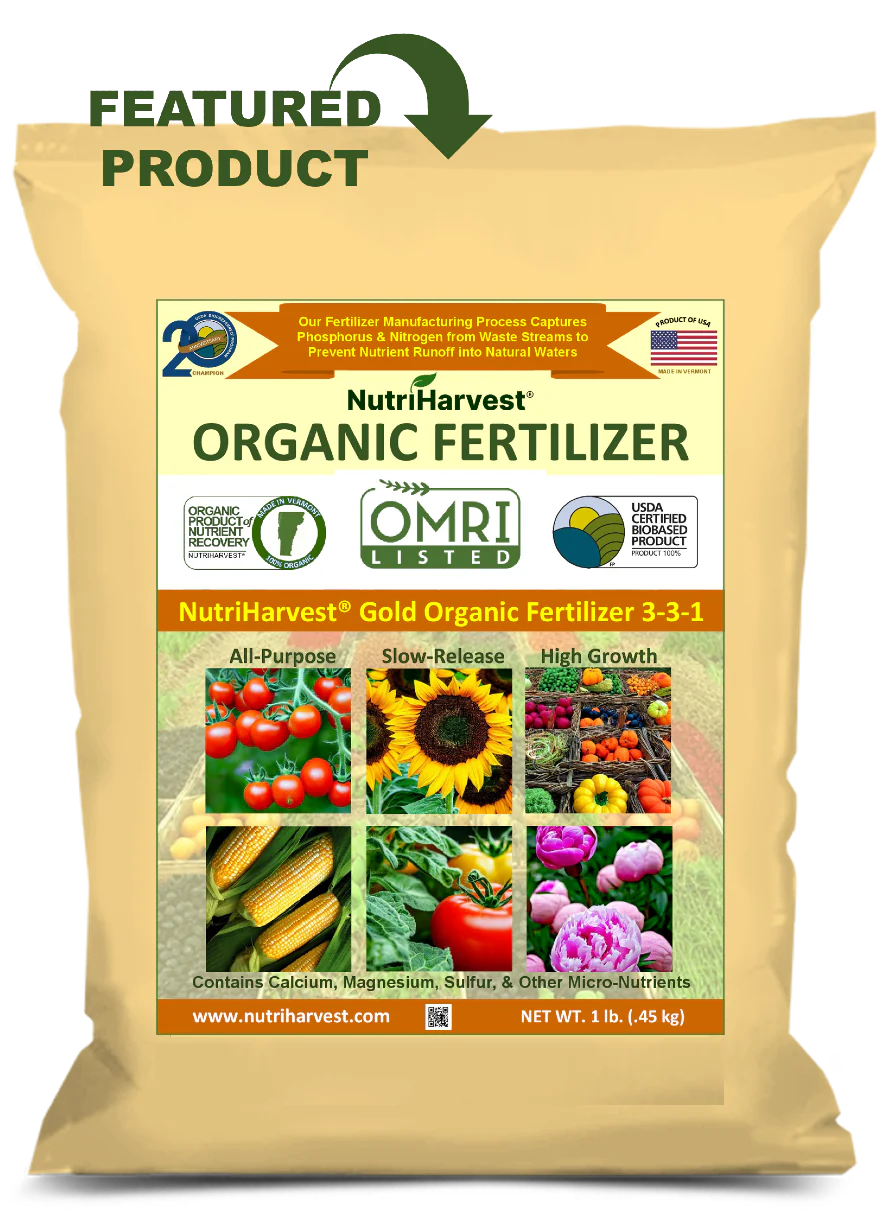 FEATURED
PRODUCT
Our Fertilizer Manufacturing Process Captures
Phosphorus & Nitrogen from Waste Streams to
Prevent Nutrient Runoff into Natural Waters
20
ANNIVERSARY
CHAMPION
PRODUCT OF USA
MADE IN VERMONT
NutriHarvest®
ORGANIC FERTILIZER
ORGANIC
PRODUCT of
NUTRIENT
RECOVERY
NUTRIHARVEST®
MADE IN VERMONT
100% ORGANIC
OMRI
LISTED
USDA
CERTIFIED
BIOBASED
PRODUCT
PRODUCT 100%
FP
NutriHarvest® Gold Organic Fertilizer 3-3-1
All-Purpose
Slow-Release
High Growth
Contains Calcium, Magnesium, Sulfur, & Other Micro-Nutrients
www.nutriharvest.com
NET WT. 1 lb. (.45 kg)